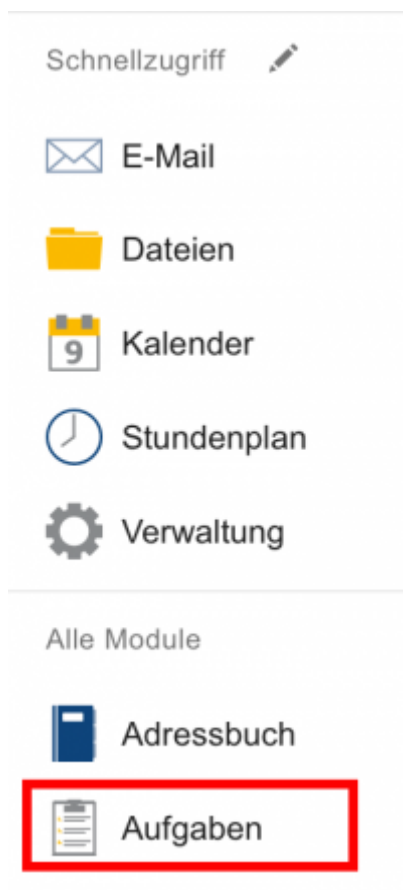 Schnellzugriff
E-Mail
Dateien
9
Kalender
Stundenplan
Verwaltung
Alle Module
Adressbuch
Aufgaben